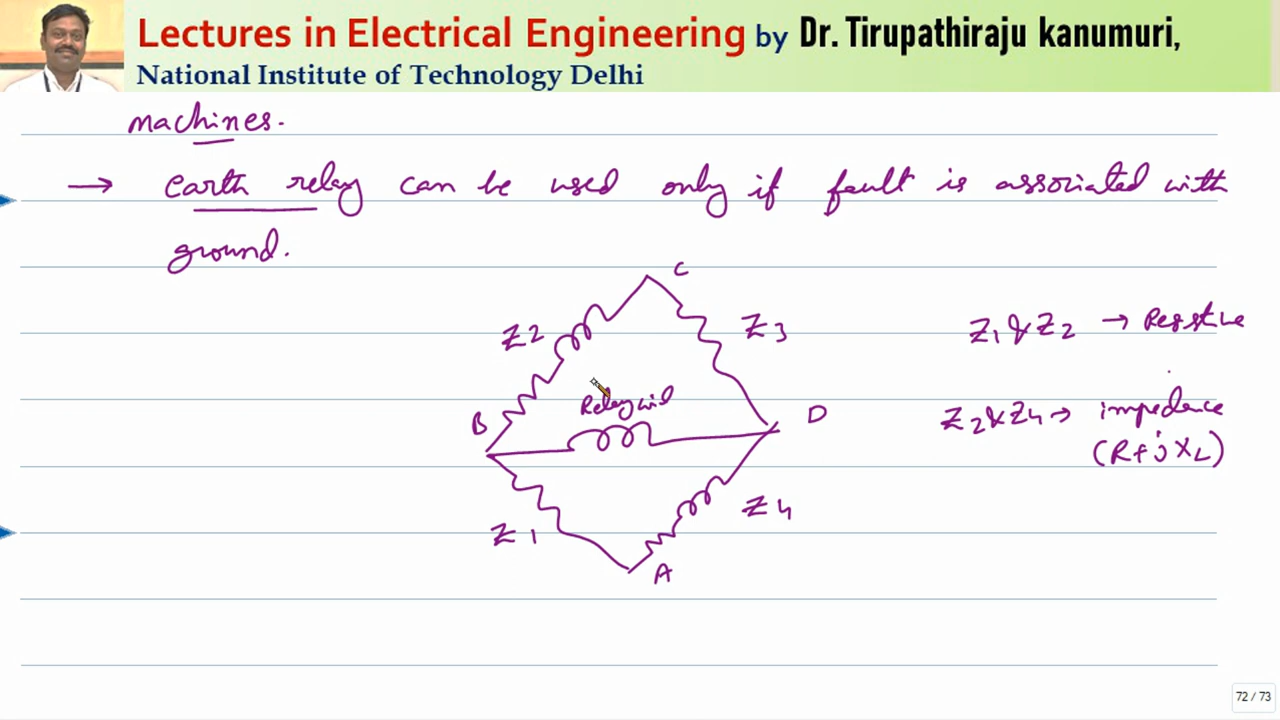 Lectures in Electrical Engineering by Dr. Tirupathiraju kanumuri,
National Institute of Technology Delhi
machines.
→ earth relay can be used only if fault is associated with
ground.
C
Z2
Z3
Z1 & Z2 → Resistive
Relay wid
B
D
Z2 & Z4 → impedence
(R+jXL)
Z1
Z4
A
72 / 73